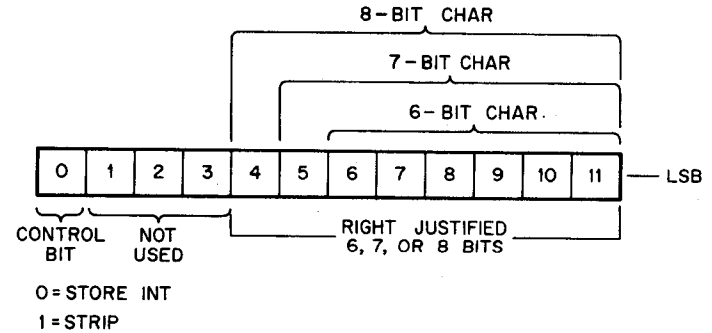 8-BIT CHAR
7-BIT CHAR
6-BIT CHAR.
0 1 2 3 4 5 6 7 8 9 10 11 LSB
CONTROL BIT
NOT USED
RIGHT JUSTIFIED
6, 7, OR 8 BITS
0=STORE INT
1=STRIP